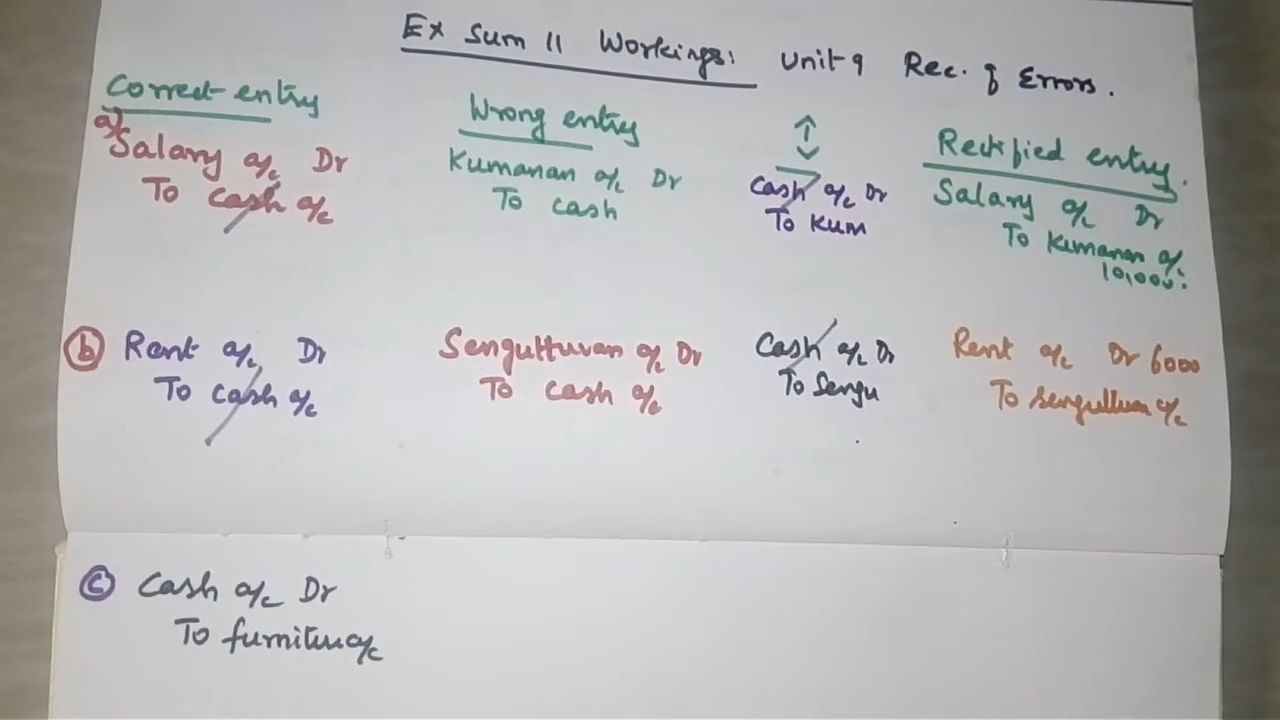 Ex Sum 11 Workings: Unit 9 Rec. of Errors.
Correct entry
a) Salary a/c Dr
To cash a/c
Wrong entry
Kumanan a/c Dr
To cash
Cash a/c Dr
To Kum
Rectified entry.
Salary a/c Dr
To Kumanan a/c
10,000.
(b) Rent a/c Dr
To cash a/c
Senguttuvan a/c Dr
To cash a/c
Cash a/c Dr
To Sengu
Rent a/c Dr 6000
To senguttuvan a/c
(c) Cash a/c Dr
To furniture a/c